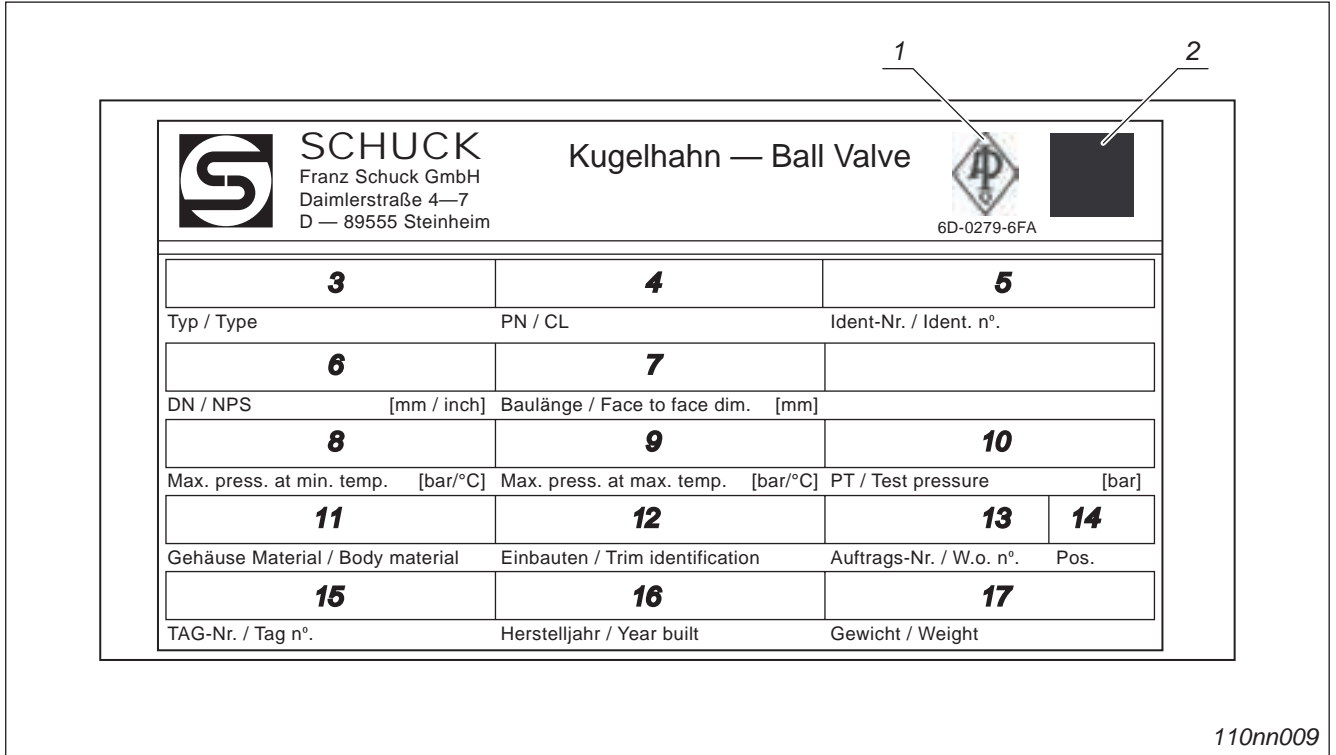 1 2
SCHUCK
Franz Schuck GmbH
Daimlerstraße 4—7
D — 89555 Steinheim
Kugelhahn — Ball Valve
API
6D-0279-6FA
3 4 5
Typ / Type PN / CL Ident-Nr. / Ident. nº.
6 7
DN / NPS [mm / inch] Baulänge / Face to face dim. [mm]
8 9 10
Max. press. at min. temp. [bar/°C] Max. press. at max. temp. [bar/°C] PT / Test pressure [bar]
11 12 13 14
Gehäuse Material / Body material Einbauten / Trim identification Auftrags-Nr. / W.o. nº. Pos.
15 16 17
TAG-Nr. / Tag nº. Herstelljahr / Year built Gewicht / Weight
110nn009